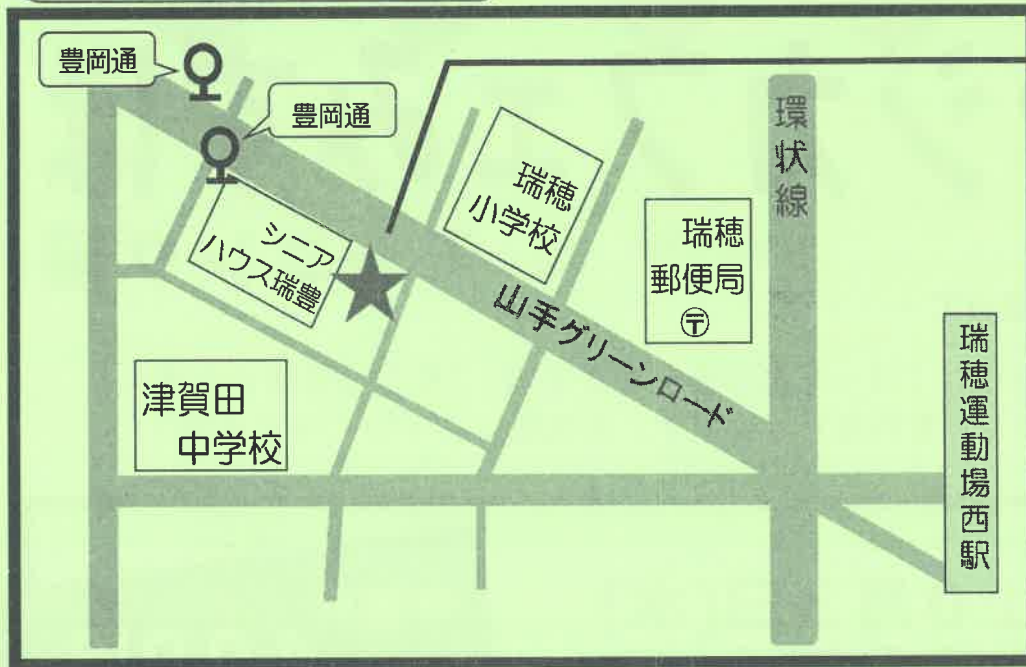 豊岡通
豊岡通
環状線
瑞穂
小学校
瑞穂
郵便局
〒
シニア
ハウス瑞豊
山手グリーンロード
瑞穂運動場西駅
津賀田
中学校